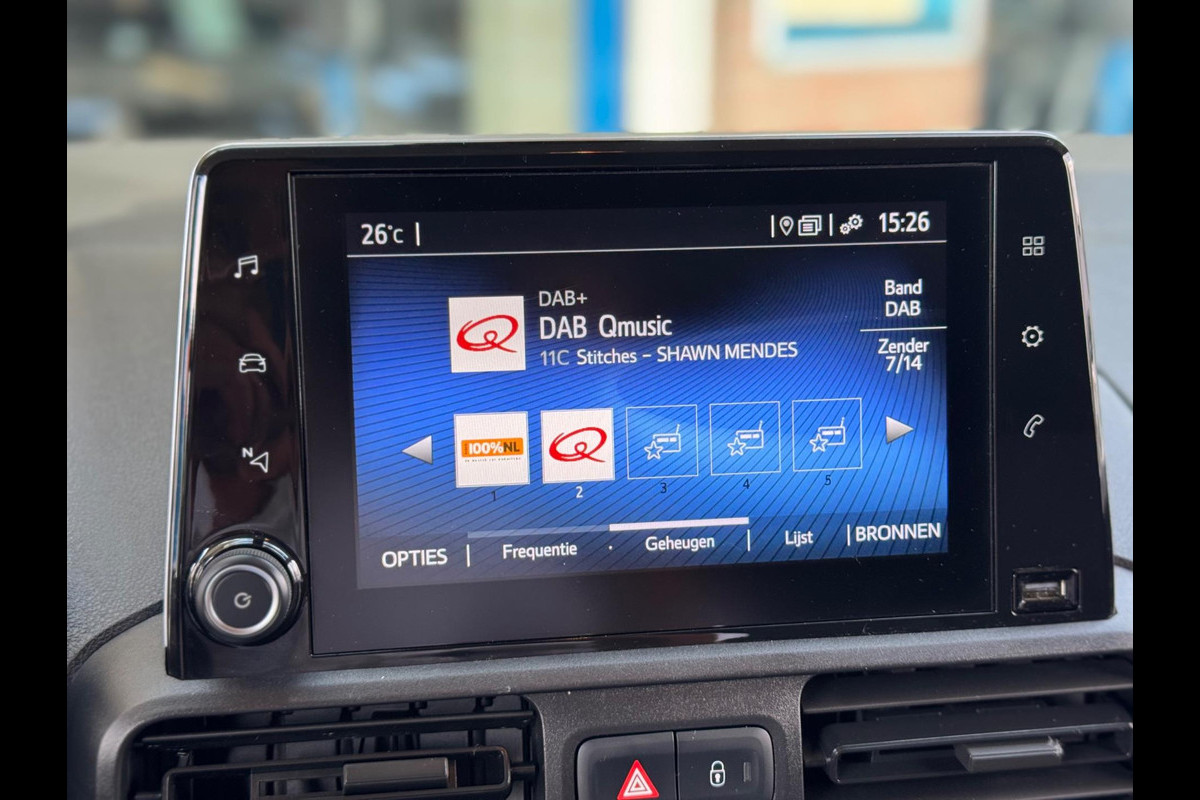 26°C
15:26
DAB+
DAB Qmusic
11C Stitches - SHAWN MENDES
Band
DAB
Zender
7/14
100%NL
1
2
3
4
5
OPTIES
Frequentie
Geheugen
Lijst
BRONNEN
N